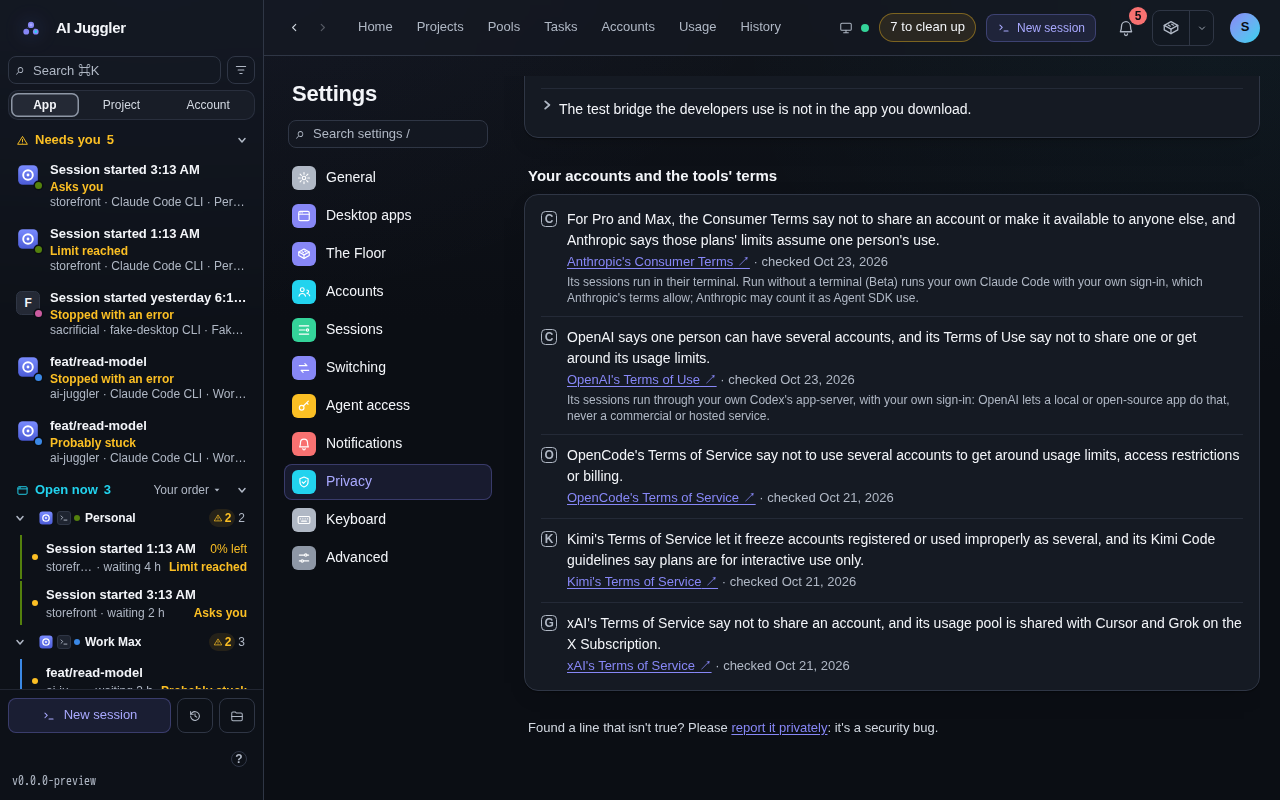 AI Juggler
Search ⌘K
App
Project
Account
Needs you 5
Session started 3:13 AM
Asks you
storefront · Claude Code CLI · Per…
Session started 1:13 AM
Limit reached
storefront · Claude Code CLI · Per…
F
Session started yesterday 6:1…
Stopped with an error
sacrificial · fake-desktop CLI · Fak…
feat/read-model
Stopped with an error
ai-juggler · Claude Code CLI · Wor…
feat/read-model
Probably stuck
ai-juggler · Claude Code CLI · Wor…
Open now 3
Your order
Personal
2 2
Session started 1:13 AM 0% left
storefr… · waiting 4 h Limit reached
Session started 3:13 AM
storefront · waiting 2 h Asks you
Work Max
2 3
feat/read-model
New session
?
v0.0.0-preview
Home
Projects
Pools
Tasks
Accounts
Usage
History
7 to clean up
New session
5
S
Settings
Search settings /
General
Desktop apps
The Floor
Accounts
Sessions
Switching
Agent access
Notifications
Privacy
Keyboard
Advanced
The test bridge the developers use is not in the app you download.
Your accounts and the tools' terms
C
For Pro and Max, the Consumer Terms say not to share an account or make it available to anyone else, and
Anthropic says those plans' limits assume one person's use.
Anthropic's Consumer Terms ↗ · checked Oct 23, 2026
Its sessions run in their terminal. Run without a terminal (Beta) runs your own Claude Code with your own sign-in, which
Anthropic's terms allow; Anthropic may count it as Agent SDK use.
C
OpenAI says one person can have several accounts, and its Terms of Use say not to share one or get
around its usage limits.
OpenAI's Terms of Use ↗ · checked Oct 23, 2026
Its sessions run through your own Codex's app-server, with your own sign-in: OpenAI lets a local or open-source app do that,
never a commercial or hosted service.
O
OpenCode's Terms of Service say not to use several accounts to get around usage limits, access restrictions
or billing.
OpenCode's Terms of Service ↗ · checked Oct 21, 2026
K
Kimi's Terms of Service let it freeze accounts registered or used improperly as several, and its Kimi Code
guidelines say plans are for interactive use only.
Kimi's Terms of Service ↗ · checked Oct 21, 2026
G
xAI's Terms of Service say not to share an account, and its usage pool is shared with Cursor and Grok on the
X Subscription.
xAI's Terms of Service ↗ · checked Oct 21, 2026
Found a line that isn't true? Please report it privately: it's a security bug.